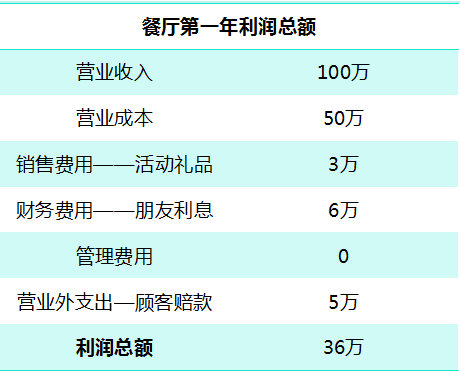 餐厅第一年利润总额
营业收入 100万
营业成本 50万
销售费用——活动礼品 3万
财务费用——朋友利息 6万
管理费用 0
营业外支出—顾客赔款 5万
利润总额 36万